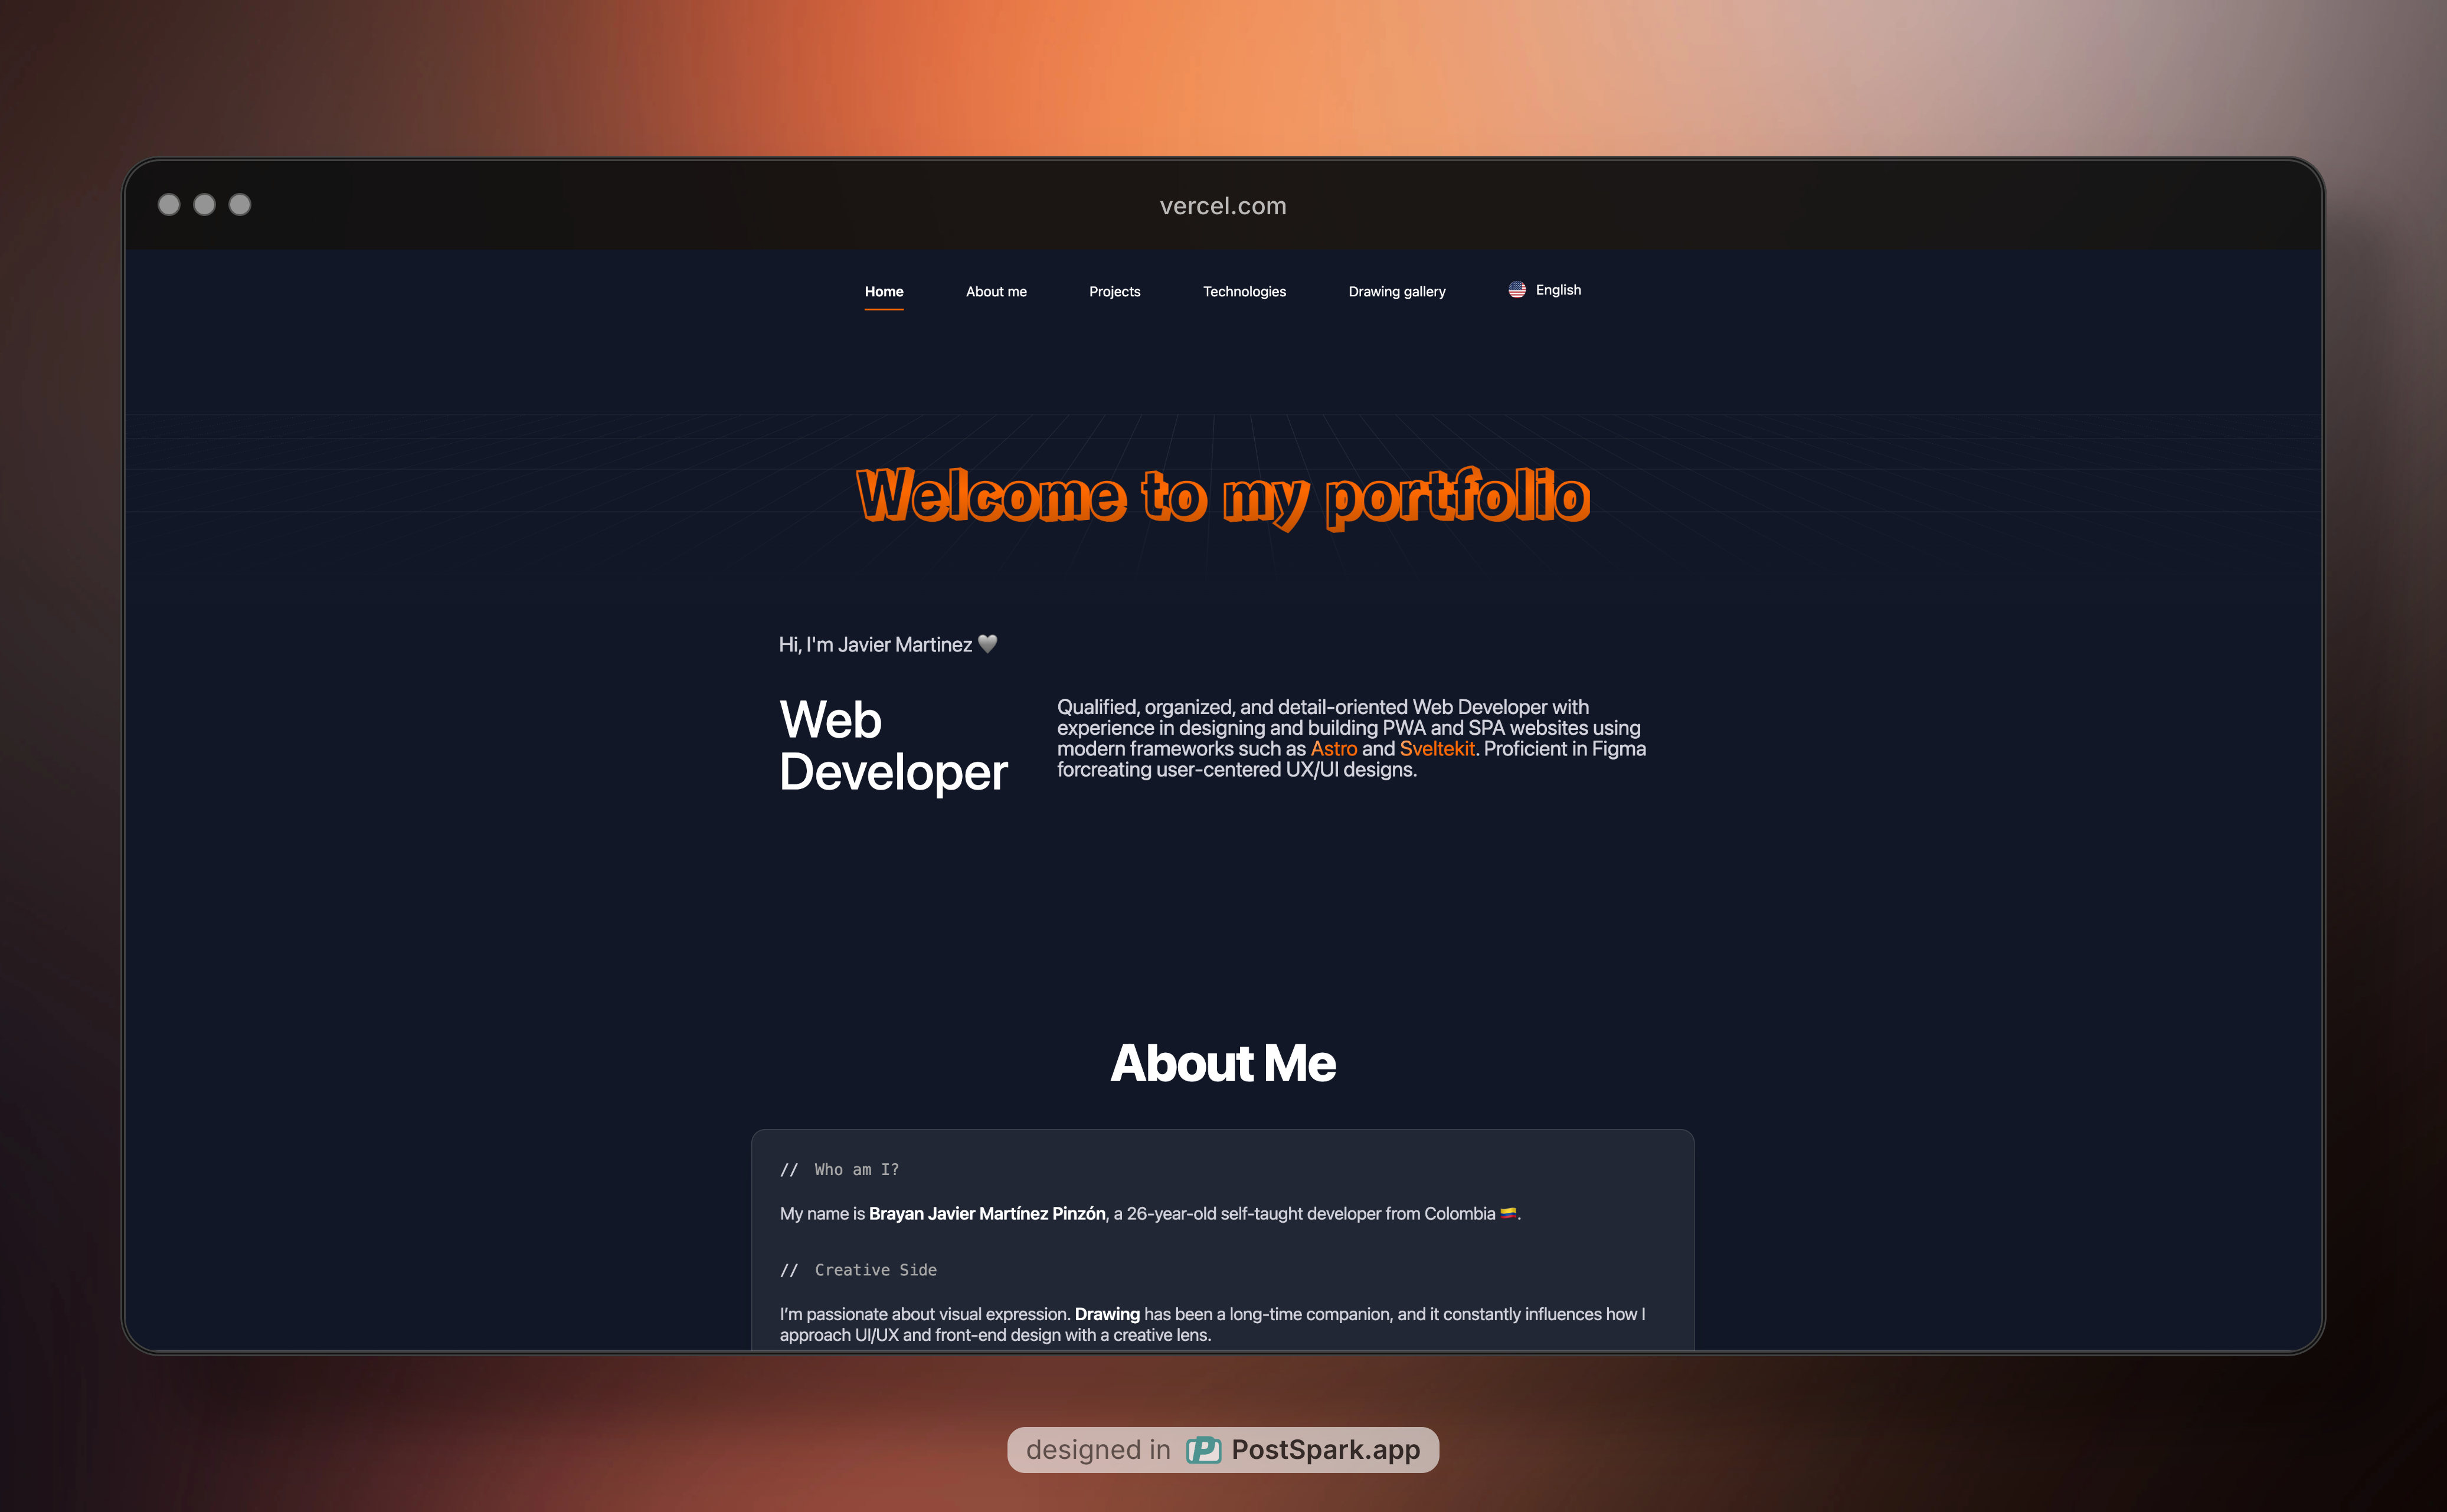 vercel.com
Home About me Projects Technologies Drawing gallery English
Welcome to my portfolio
Hi, I'm Javier Martinez 🩶
Web
Developer
Qualified, organized, and detail-oriented Web Developer with
experience in designing and building PWA and SPA websites using
modern frameworks such as Astro and Sveltekit. Proficient in Figma
forcreating user-centered UX/UI designs.
About Me
// Who am I?
My name is Brayan Javier Martínez Pinzón, a 26-year-old self-taught developer from Colombia 🇨🇴.
// Creative Side
I’m passionate about visual expression. Drawing has been a long-time companion, and it constantly influences how I
approach UI/UX and front-end design with a creative lens.
designed in PostSpark.app